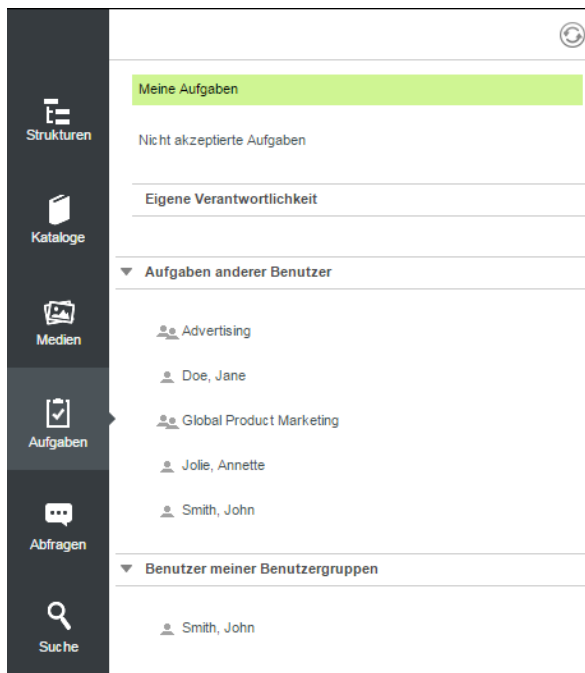 Strukturen
Kataloge
Medien
Aufgaben
Abfragen
Suche
Meine Aufgaben
Nicht akzeptierte Aufgaben
Eigene Verantwortlichkeit
Aufgaben anderer Benutzer
Advertising
Doe, Jane
Global Product Marketing
Jolie, Annette
Smith, John
Benutzer meiner Benutzergruppen
Smith, John